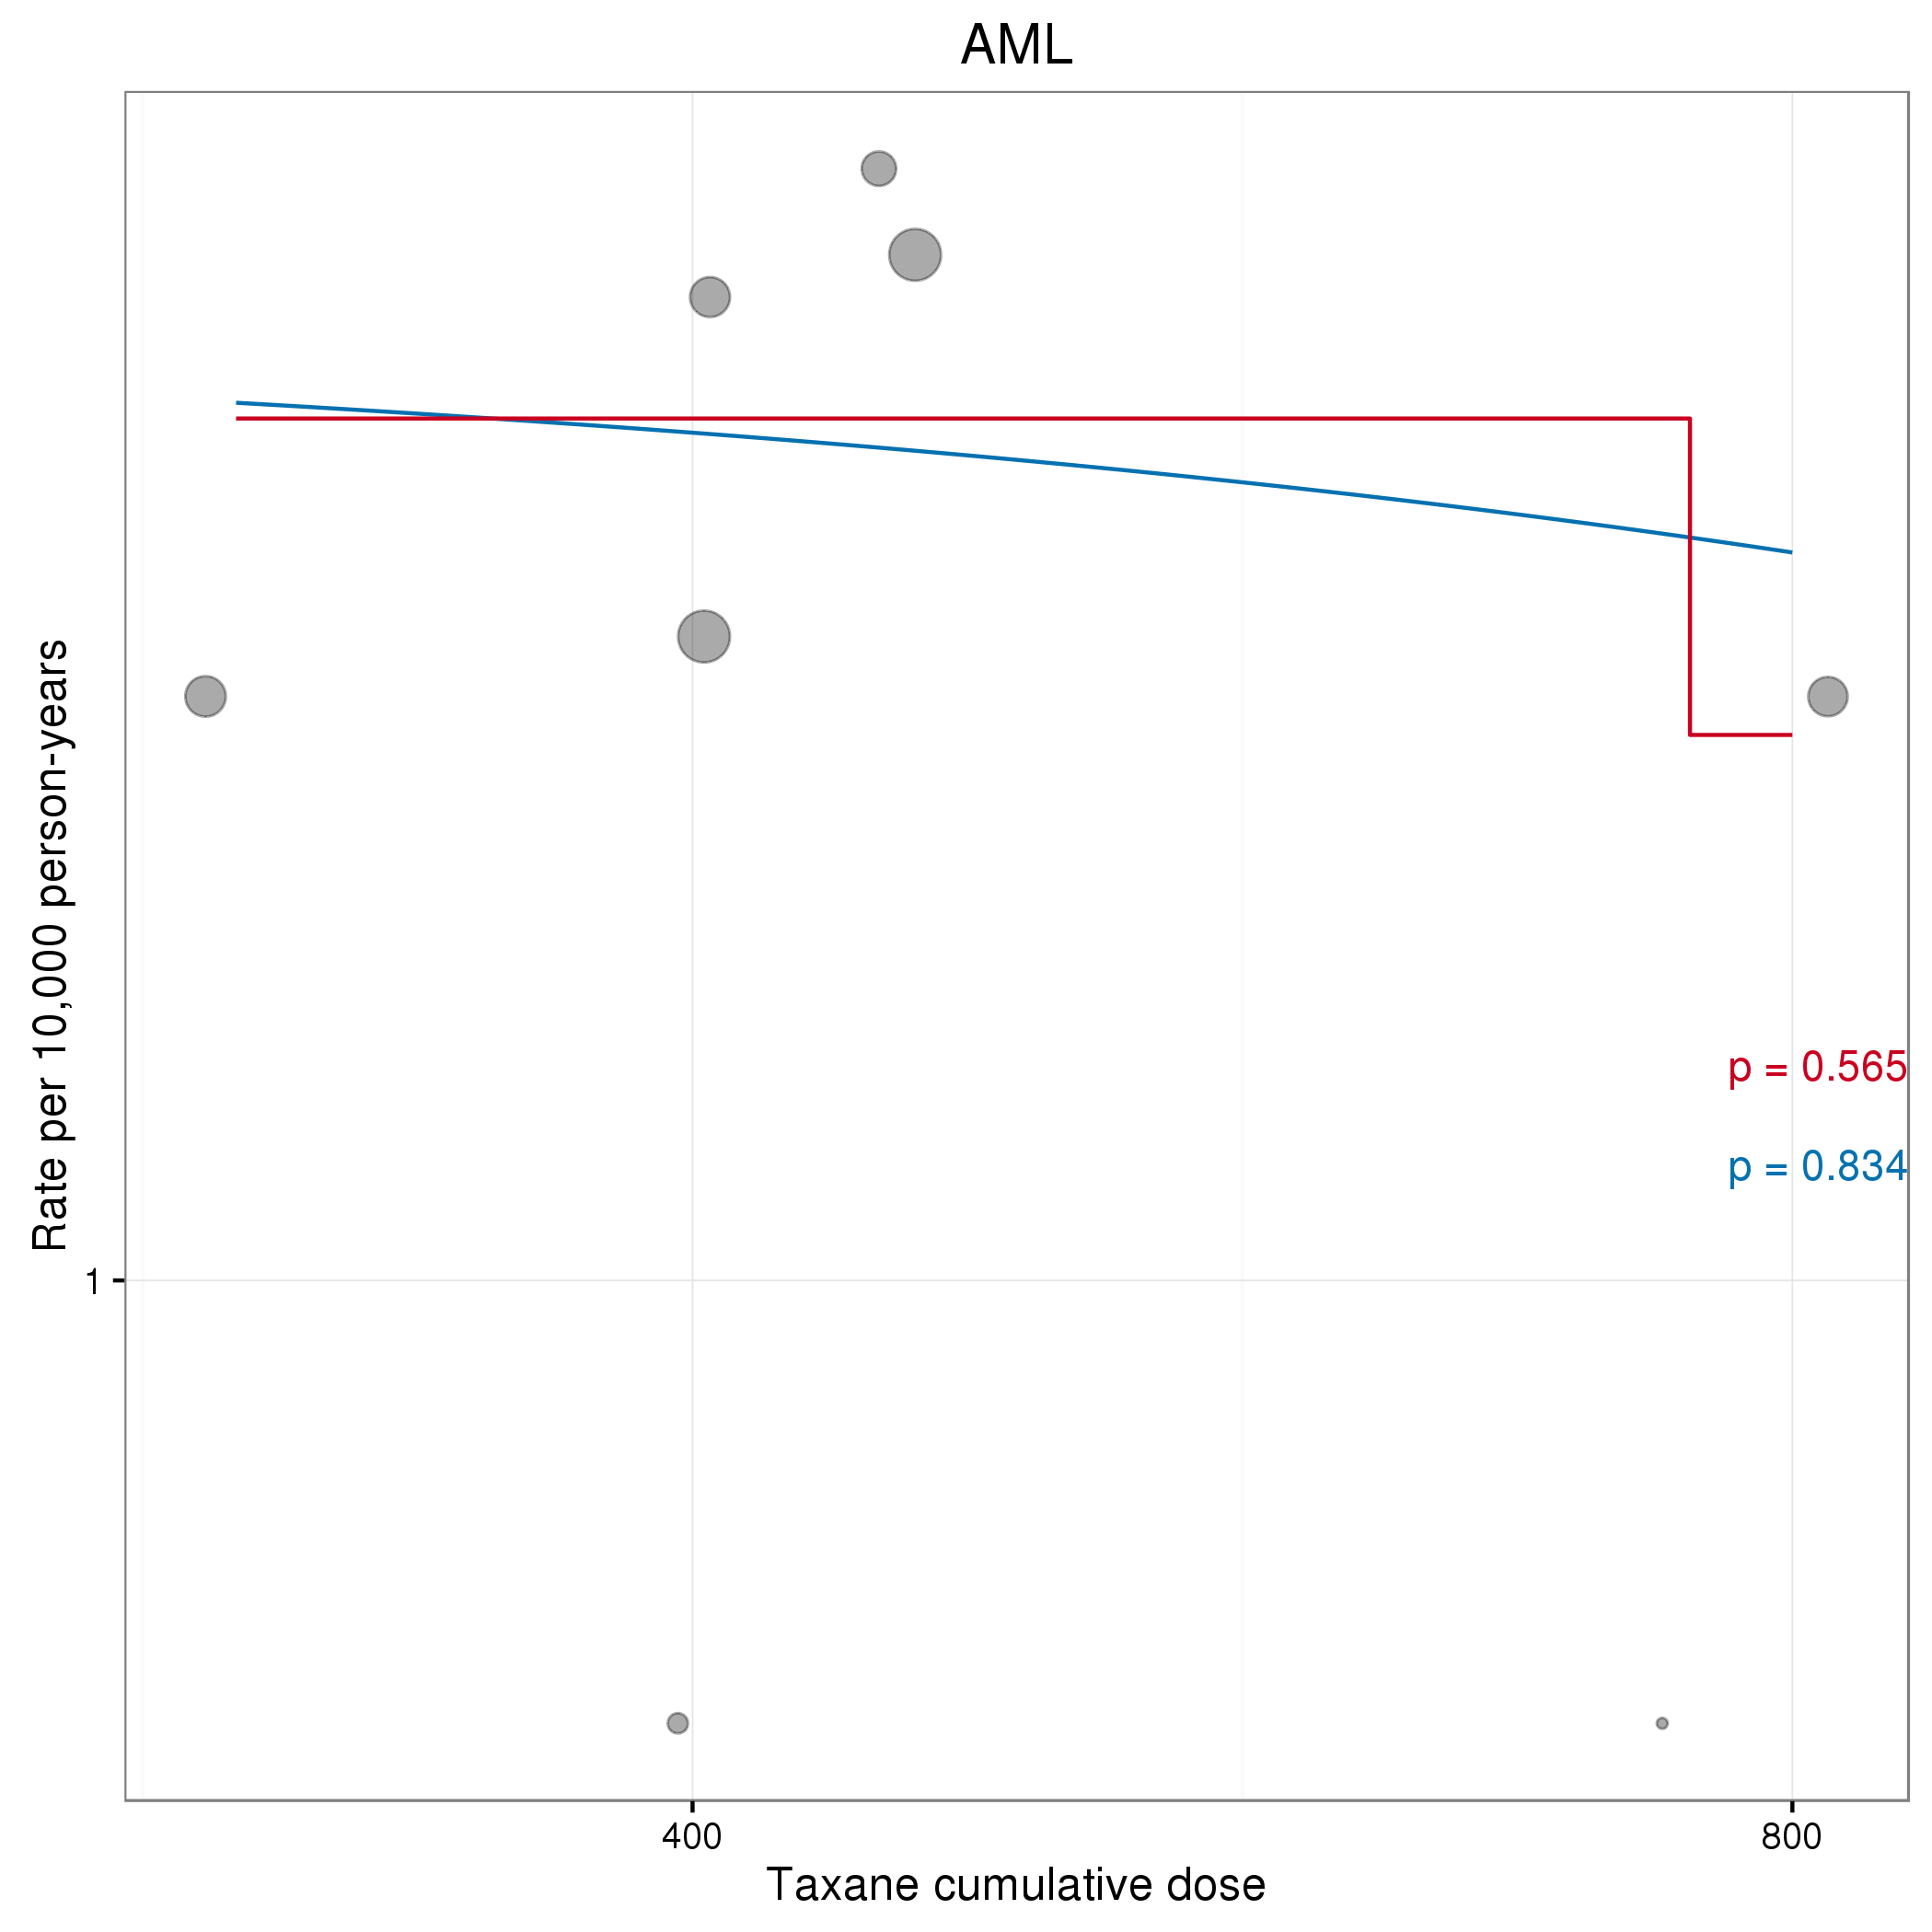 AML
Rate per 10,000 person-years
p = 0.565
p = 0.834
1
400
800
Taxane cumulative dose